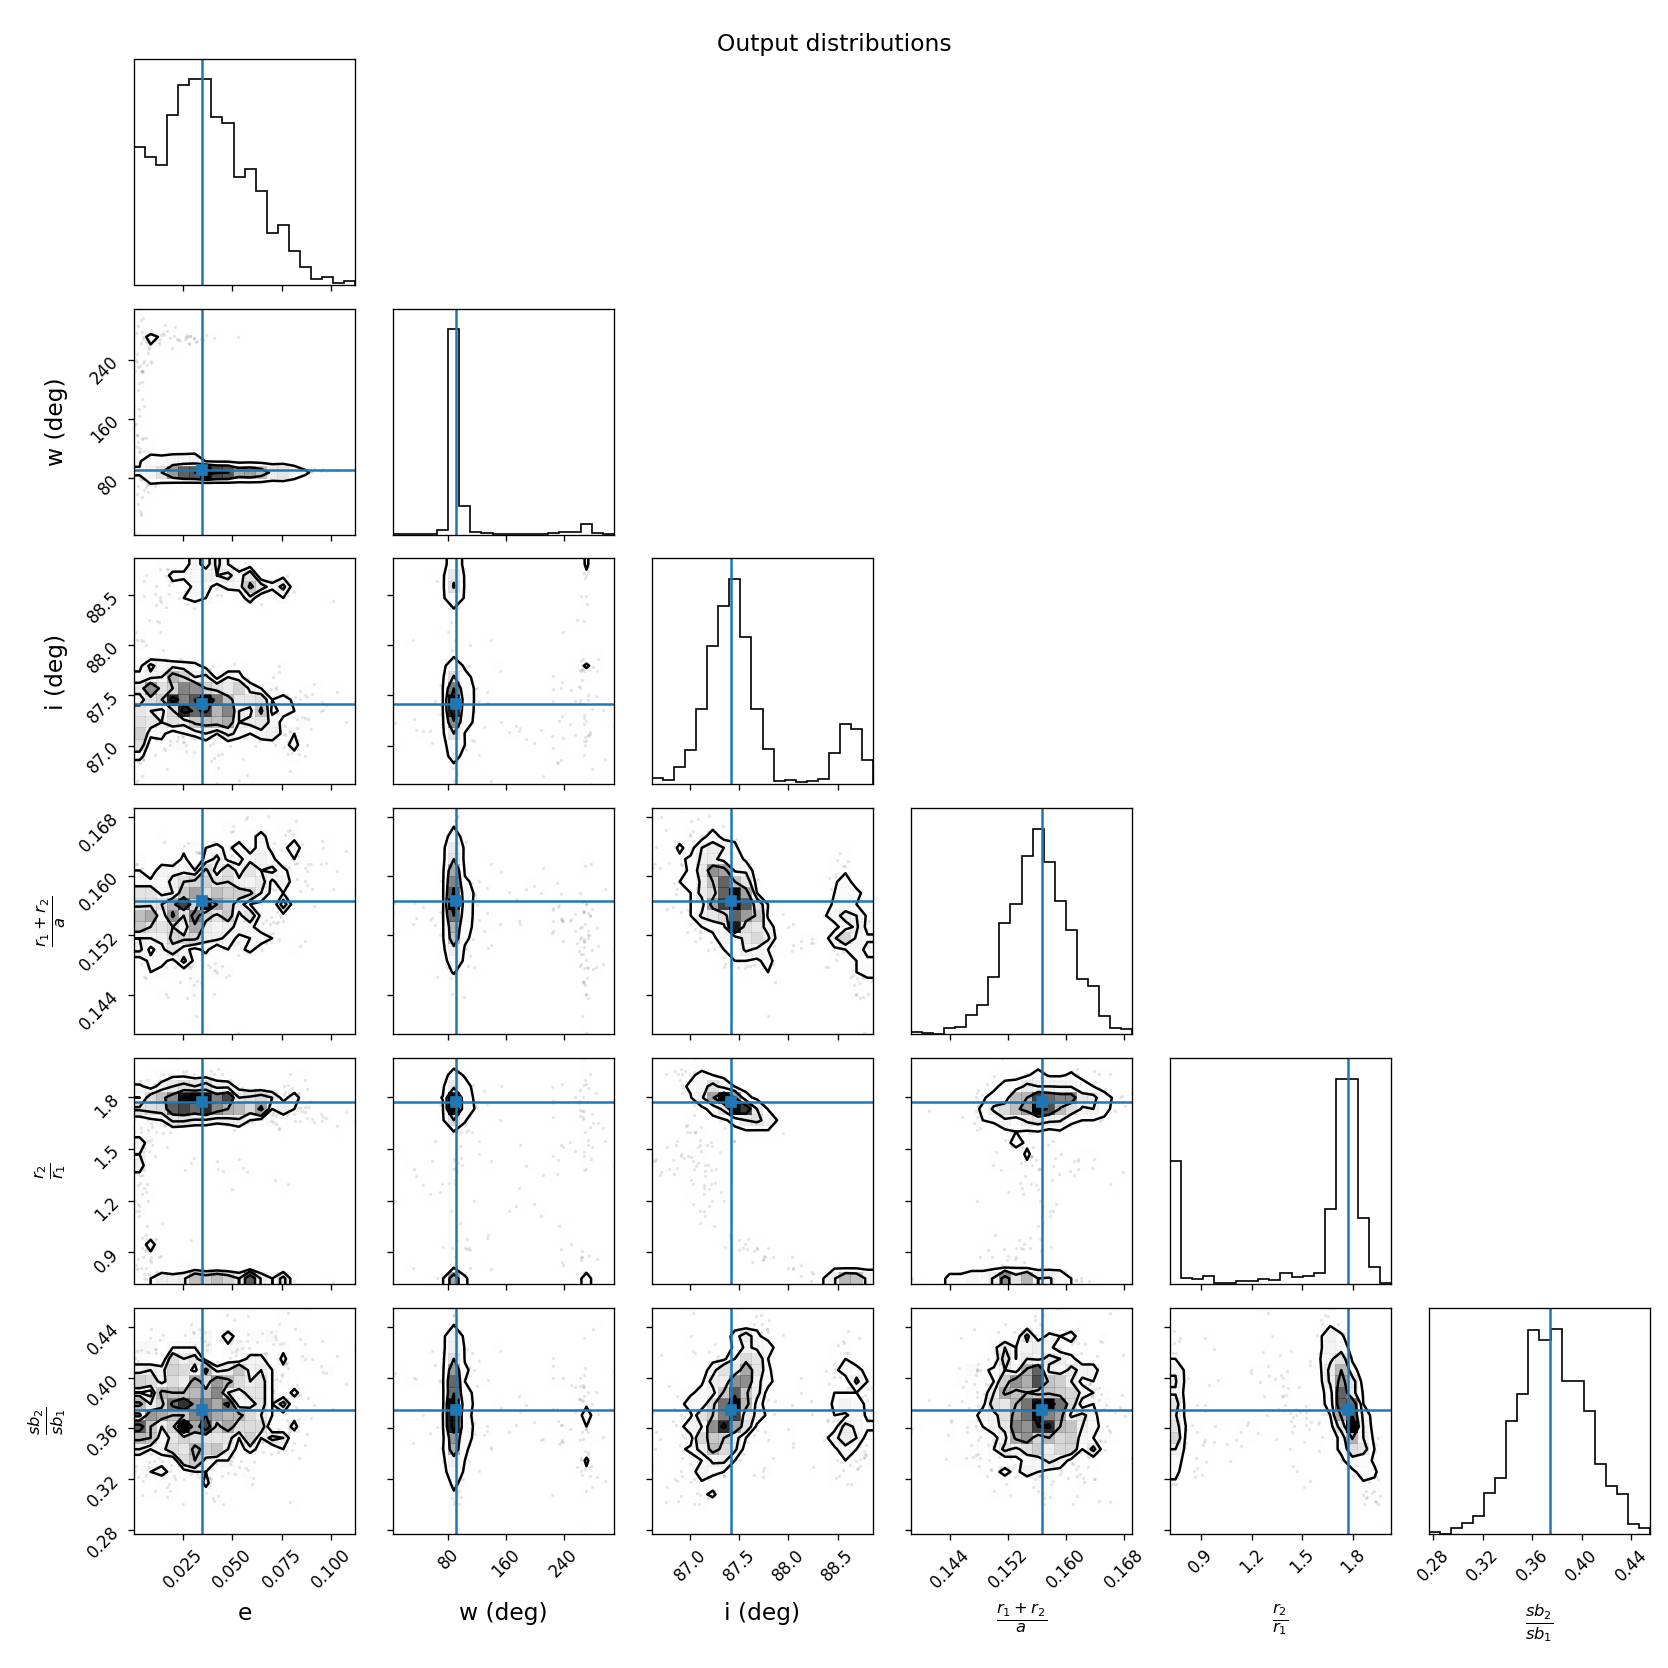 Output distributions
w (deg)
240
160
80
i (deg)
88.5
88.0
87.5
87.0
r₁ + r₂
a
0.168
0.160
0.152
0.144
r₂
r₁
1.8
1.5
1.2
0.9
sb₂
sb₁
0.44
0.40
0.36
0.32
0.28
0.025 0.050 0.075 0.100 80 160 240 87.0 87.5 88.0 88.5 0.144 0.152 0.160 0.168 0.9 1.2 1.5 1.8 0.28 0.32 0.36 0.40 0.44
e w (deg) i (deg) r₁ + r₂ r₂ sb₂
a r₁ sb₁